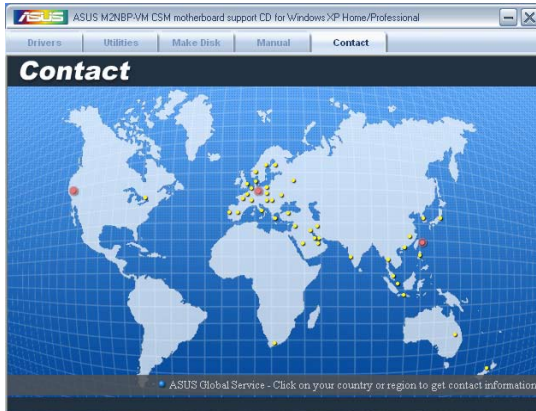 ASUS ASUS M2NBP-VM CSM motherboard support CD for Windows XP Home/Professional
Drivers Utilities Make Disk Manual Contact
Contact
ASUS Global Service - Click on your country or region to get contact information